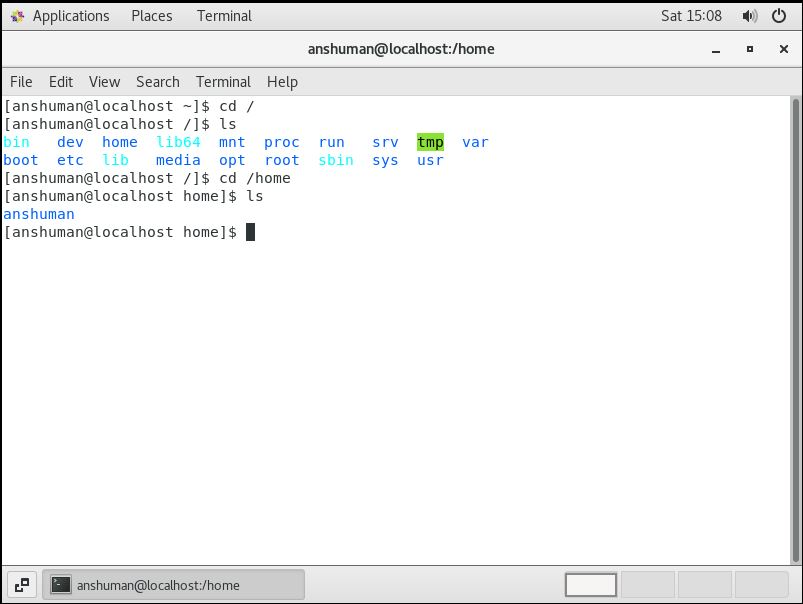 Applications Places Terminal Sat 15:08
anshuman@localhost:/home
File Edit View Search Terminal Help
[anshuman@localhost ~]$ cd /
[anshuman@localhost /]$ ls
bin dev home lib64 mnt proc run srv tmp var
boot etc lib media opt root sbin sys usr
[anshuman@localhost /]$ cd /home
[anshuman@localhost home]$ ls
anshuman
[anshuman@localhost home]$
anshuman@localhost:/home